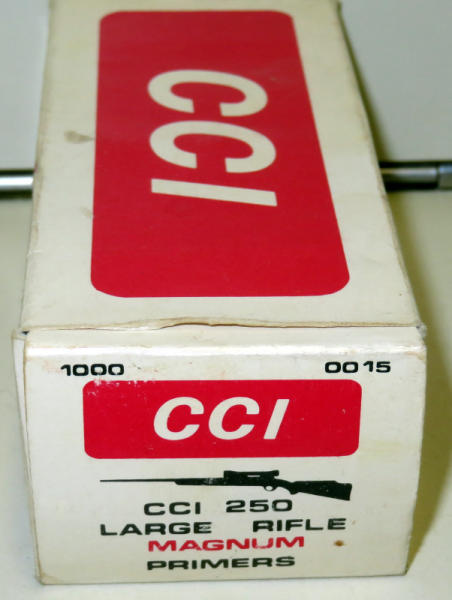 CCI
1000 0015
CCI
CCI 250
LARGE RIFLE
MAGNUM
PRIMERS